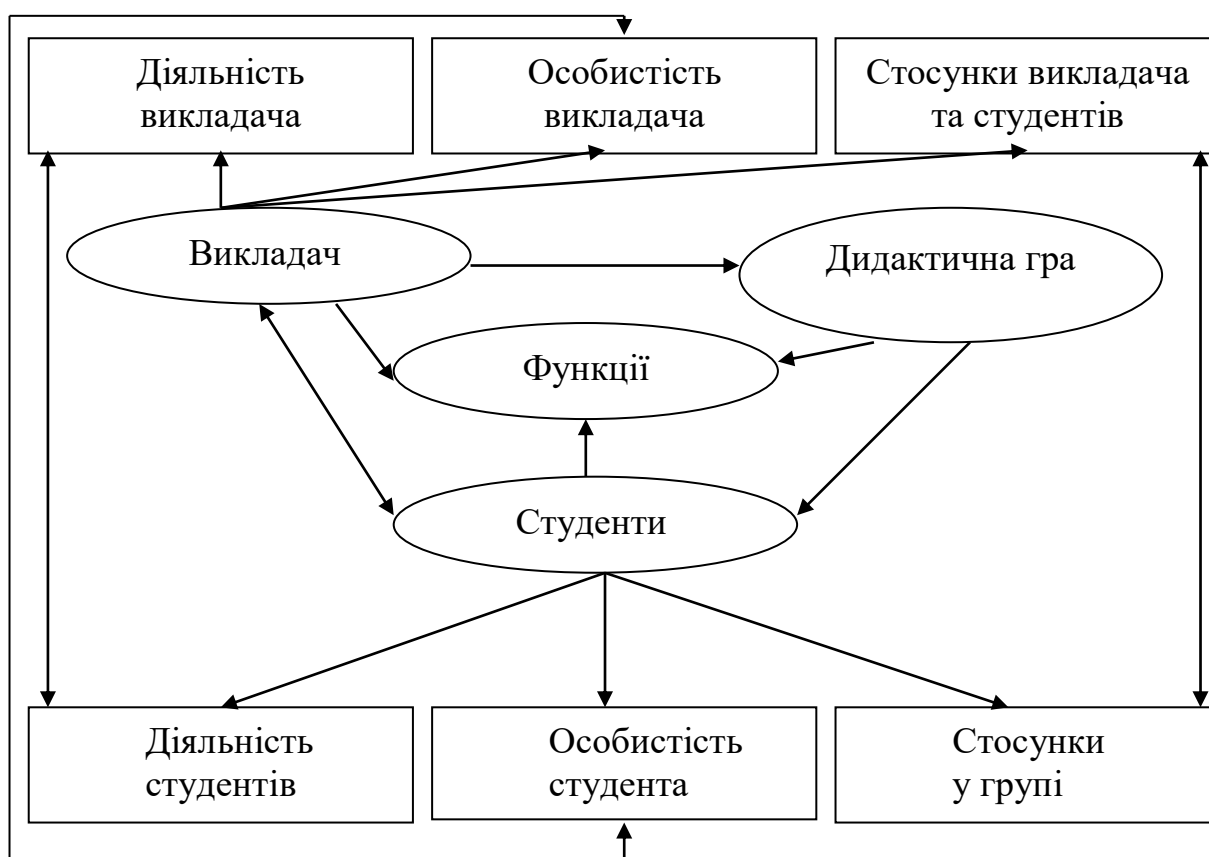 Діяльність
викладача
Особистість
викладача
Стосунки викладача
та студентів
Викладач
Дидактична гра
Функції
Студенти
Діяльність
студентів
Особистість
студента
Стосунки
у групі